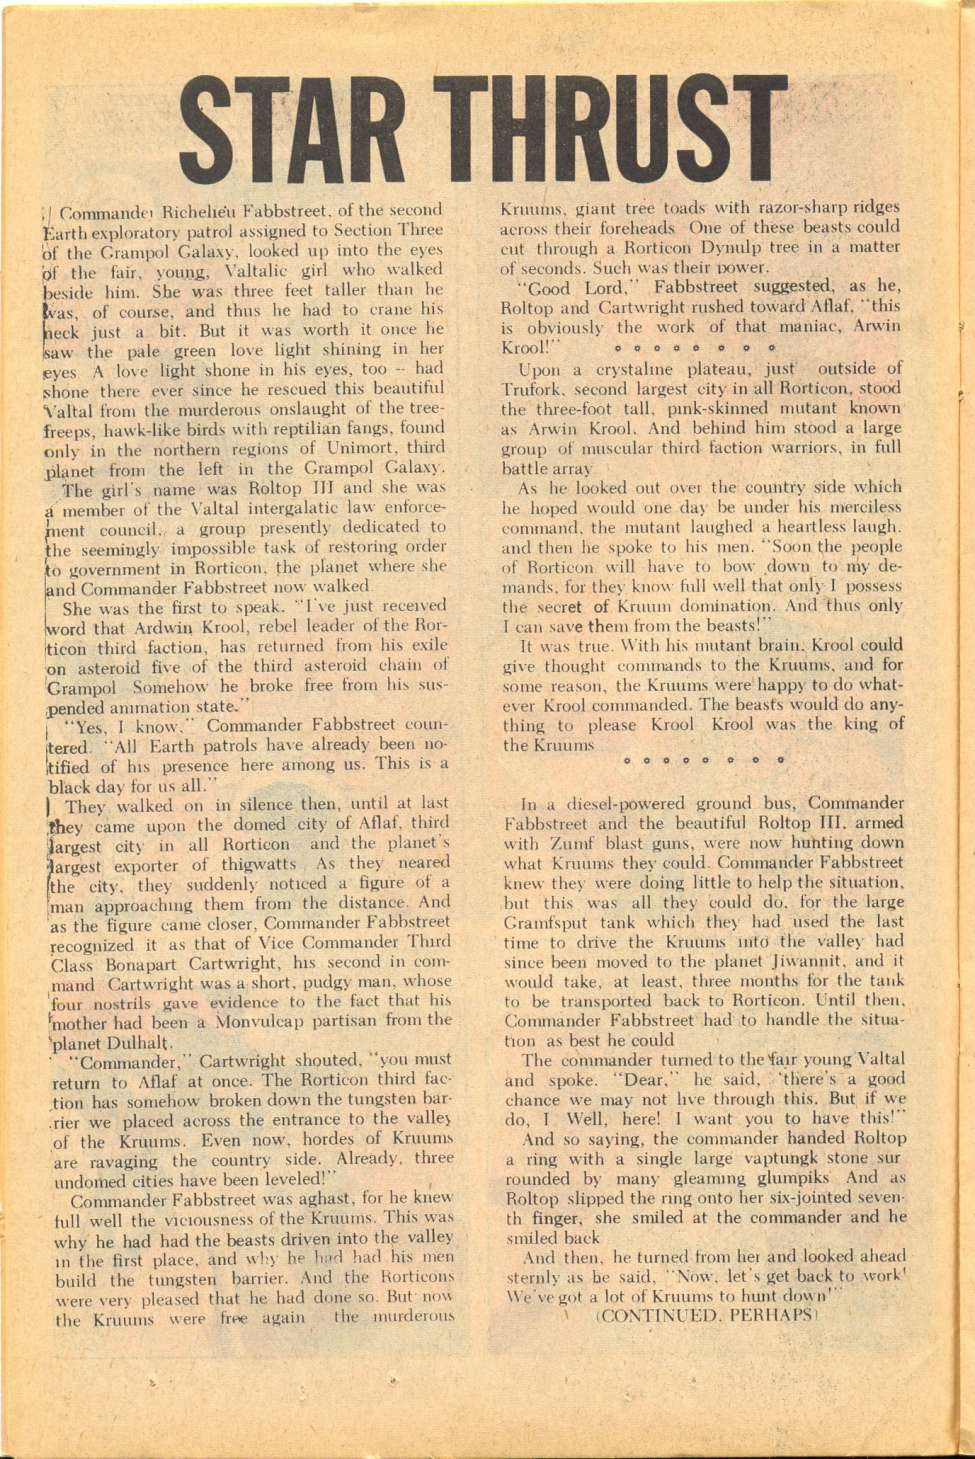 STAR THRUST
Commander Richelieu Fabbstreet, of the second
Earth exploratory patrol assigned to Section Three
of the Grampol Galaxy, looked up into the eyes
of the fair, young, Valtalic girl who walked
beside him. She was three feet taller than he
was, of course, and thus he had to crane his
neck just a bit. But it was worth it once he
saw the pale green love light shining in her
eyes. A love light shone in his eyes, too -- had
shone there ever since he rescued this beautiful
Valtal from the murderous onslaught of the tree-
freeps, hawk-like birds with reptilian fangs, found
only in the northern regions of Unimort, third
planet from the left in the Grampol Galaxy.
The girl's name was Roltop III and she was
a member of the Valtal intergalatic law enforce-
ment council, a group presently dedicated to
the seemingly impossible task of restoring order
to government in Rorticon, the planet where she
and Commander Fabbstreet now walked
She was the first to speak. "I've just received
word that Ardwin Krool, rebel leader of the Ror-
ticon third faction, has returned from his exile
on asteroid five of the third asteroid chain of
Grampol Somehow he broke free from his sus-
pended animation state."
"Yes, I know," Commander Fabbstreet coun-
tered. "All Earth patrols have already been no-
tified of his presence here among us. This is a
black day for us all."
They walked on in silence then, until at last
they came upon the domed city of Aflaf, third
largest city in all Rorticon and the planet's
largest exporter of thigwatts As they neared
the city, they suddenly noticed a figure of a
man approaching them from the distance. And
as the figure came closer, Commander Fabbstreet
recognized it as that of Vice Commander Third
Class Bonapart Cartwright, his second in com-
mand Cartwright was a short, pudgy man, whose
four nostrils gave evidence to the fact that his
mother had been a Monvulcap partisan from the
planet Dulhalt.
"Commander," Cartwright shouted, "you must
return to Aflaf at once. The Rorticon third fac-
tion has somehow broken down the tungsten bar-
rier we placed across the entrance to the valley
of the Kruums. Even now, hordes of Kruums
are ravaging the country side. Already, three
undomed cities have been leveled!"
Commander Fabbstreet was aghast, for he knew
full well the viciousness of the Kruums. This was
why he had had the beasts driven into the valley
in the first place, and why he had had his men
build the tungsten barrier. And the Rorticons
were very pleased that he had done so. But now
the Kruums were free again the murderous
Kruums, giant tree toads with razor-sharp ridges
across their foreheads One of these beasts could
cut through a Rorticon Dynulp tree in a matter
of seconds. Such was their power.
"Good Lord," Fabbstreet suggested, as he,
Roltop and Cartwright rushed toward Aflaf, "this
is obviously the work of that maniac, Arwin
Krool!"
Upon a crystaline plateau, just outside of
Trufork, second largest city in all Rorticon, stood
the three-foot tall, pink-skinned mutant known
as Arwin Krool. And behind him stood a large
group of muscular third faction warriors, in full
battle array
As he looked out over the country side which
he hoped would one day be under his merciless
command, the mutant laughed a heartless laugh.
and then he spoke to his men. "Soon the people
of Rorticon will have to bow down to my de-
mands, for they know full well that only I possess
the secret of Kruum domination. And thus only
I can save them from the beasts!"
It was true. With his mutant brain, Krool could
give thought commands to the Kruums, and for
some reason, the Kruums were happy to do what-
ever Krool commanded. The beasts would do any-
thing to please Krool Krool was the king of
the Kruums
In a diesel-powered ground bus, Commander
Fabbstreet and the beautiful Roltop III, armed
with Zumf blast guns, were now hunting down
what Kruums they could. Commander Fabbstreet
knew they were doing little to help the situation,
but this was all they could do, for the large
Gramfsput tank which they had used the last
time to drive the Kruums into the valley had
since been moved to the planet Jiwannit, and it
would take, at least, three months for the tank
to be transported back to Rorticon. Until then,
Commander Fabbstreet had to handle the situa-
tion as best he could
The commander turned to the fair young Valtal
and spoke. "Dear," he said, "there's a good
chance we may not live through this. But if we
do, I Well, here! I want you to have this!"
And so saying, the commander handed Roltop
a ring with a single large vaptungk stone sur
rounded by many gleaming glumpiks And as
Roltop slipped the ring onto her six-jointed seven-
th finger, she smiled at the commander and he
smiled back
And then, he turned from her and looked ahead
sternly as he said, "Now, let's get back to work!
We've got a lot of Kruums to hunt down!"
(CONTINUED, PERHAPS)